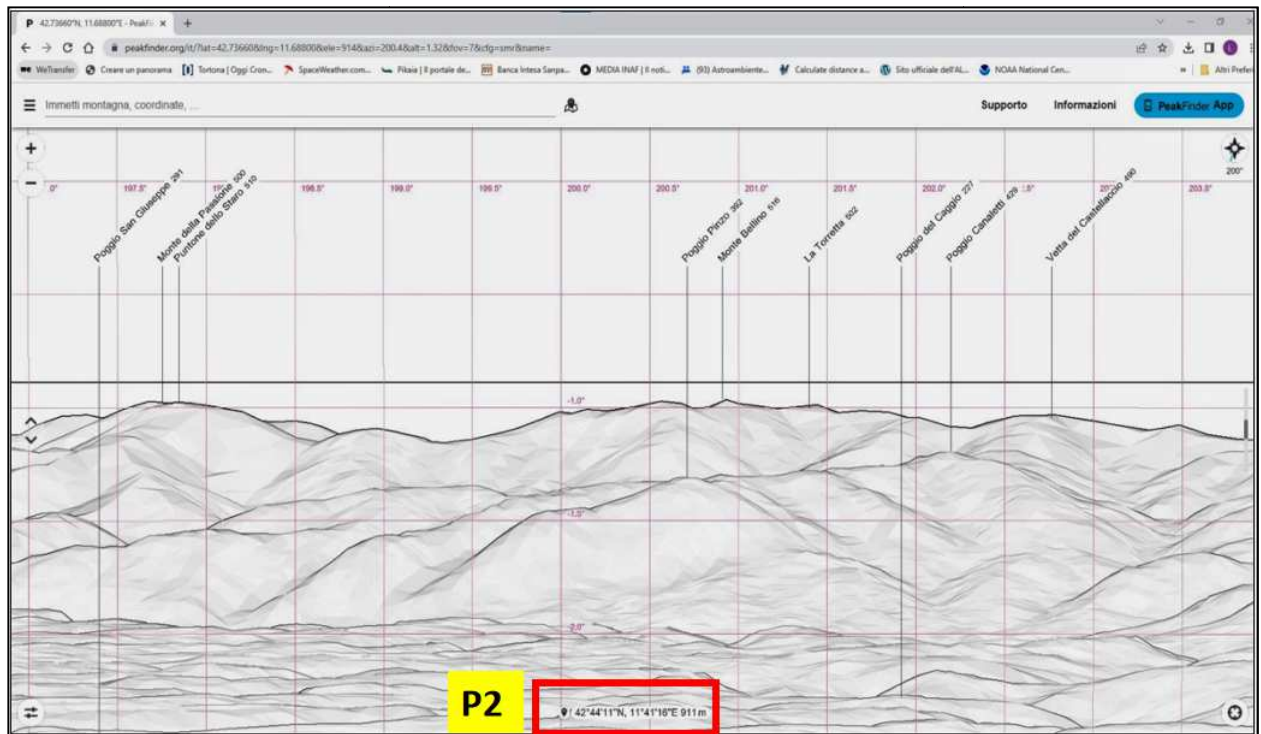 P 42.73660°N, 11.68800°E - PeakFi × +
peakfinder.org/it/?lat=42.73660&lng=11.68800&ele=914&azi=200.4&alt=1.32&fov=7&cfg=smr&name=
WeTransfer Creare un panorama Tortona | Oggi Cron... SpaceWeather.com... Pikaia | Il portale de... Banca Intesa Sanpa... MEDIA INAF | Il noti... (93) Astroambiente... Calculate distance a... Sito ufficiale dell'AL... NOAA National Cen... » Altri Preferi
Immetti montagna, coordinate, ... Supporto Informazioni PeakFinder App
200°
197.5° 198.5° 199.0° 199.5° 200.0° 200.5° 201.0° 201.5° 202.0° 203.5°
Poggio San Giuseppe 291
Monte della Passione 500
Puntone dello Staro 510
Poggio Pinzo 392
Monte Bellino 516
La Torretta 502
Poggio del Caggio 227
Poggio Canaletti 429
Vetta del Castellaccio 490
-1.0°
-1.5°
-2.0°
P2
42°44'11"N, 11°41'16"E 911m